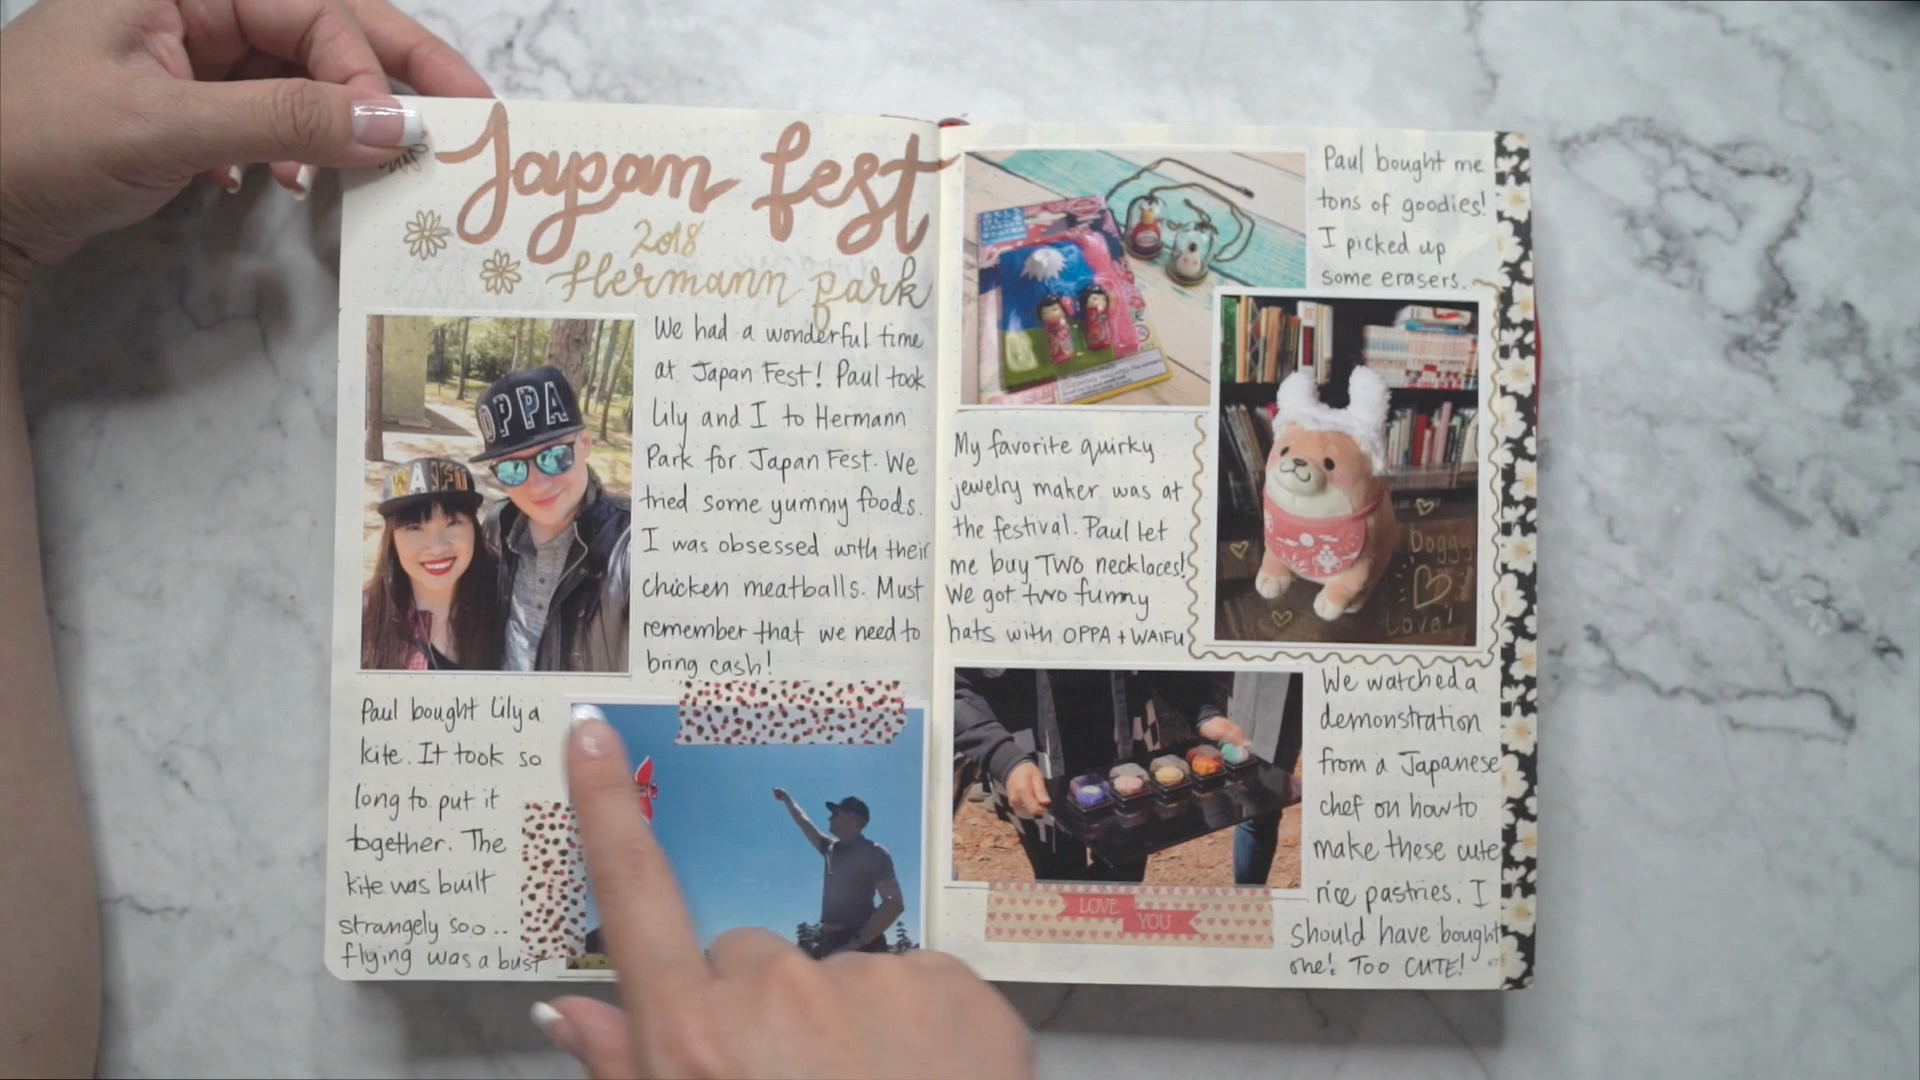 Japan fest
2018
Hermann park
We had a wonderful time
at Japan Fest! Paul took
Lily and I to Hermann
Park for Japan Fest. We
tried some yummy foods.
I was obsessed with their
chicken meatballs. Must
remember that we need to
bring cash!
OPPA
WAIFU
Paul bought Lily a
kite. It took so
long to put it
together. The
kite was built
strangely soo..
flying was a bust
Paul bought me
tons of goodies!
I picked up
some erasers.
My favorite quirky
jewelry maker was at
the festival. Paul let
me buy TWO necklaces!
We got two funny
hats with OPPA + WAIFU
Doggy
Love!
We watched a
demonstration
from a Japanese
chef on how to
make these cute
rice pastries. I
should have bought
one! Too CUTE!
LOVE
YOU